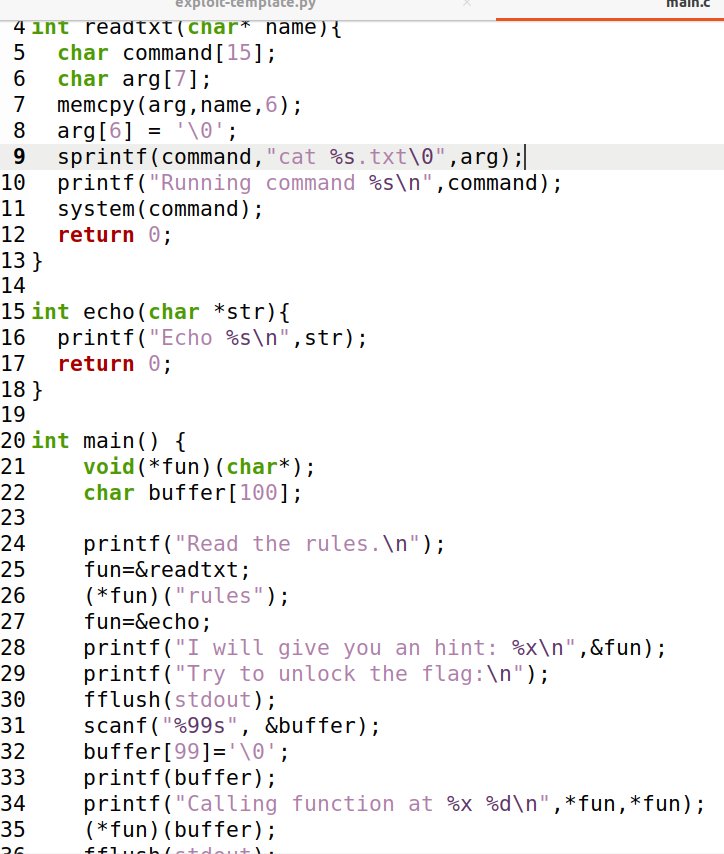 exploit-template.py × main.c
4 int readtxt(char* name){
5   char command[15];
6   char arg[7];
7   memcpy(arg,name,6);
8   arg[6] = '\0';
9   sprintf(command,"cat %s.txt\0",arg);
10   printf("Running command %s\n",command);
11   system(command);
12   return 0;
13 }
14
15 int echo(char *str){
16   printf("Echo %s\n",str);
17   return 0;
18 }
19
20 int main() {
21     void(*fun)(char*);
22     char buffer[100];
23
24     printf("Read the rules.\n");
25     fun=&readtxt;
26     (*fun)("rules");
27     fun=&echo;
28     printf("I will give you an hint: %x\n",&fun);
29     printf("Try to unlock the flag:\n");
30     fflush(stdout);
31     scanf("%99s", &buffer);
32     buffer[99]='\0';
33     printf(buffer);
34     printf("Calling function at %x %d\n",*fun,*fun);
35     (*fun)(buffer);
36     fflush(stdout);